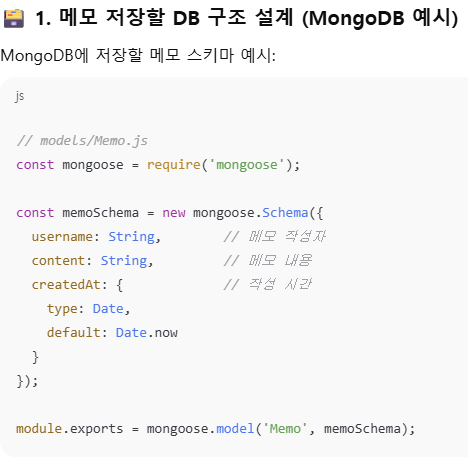 🗃️ 1. 메모 저장할 DB 구조 설계 (MongoDB 예시)
MongoDB에 저장할 메모 스키마 예시:
js
// models/Memo.js
const mongoose = require('mongoose');
const memoSchema = new mongoose.Schema({
  username: String,        // 메모 작성자
  content: String,         // 메모 내용
  createdAt: {             // 작성 시간
    type: Date,
    default: Date.now
  }
});
module.exports = mongoose.model('Memo', memoSchema);